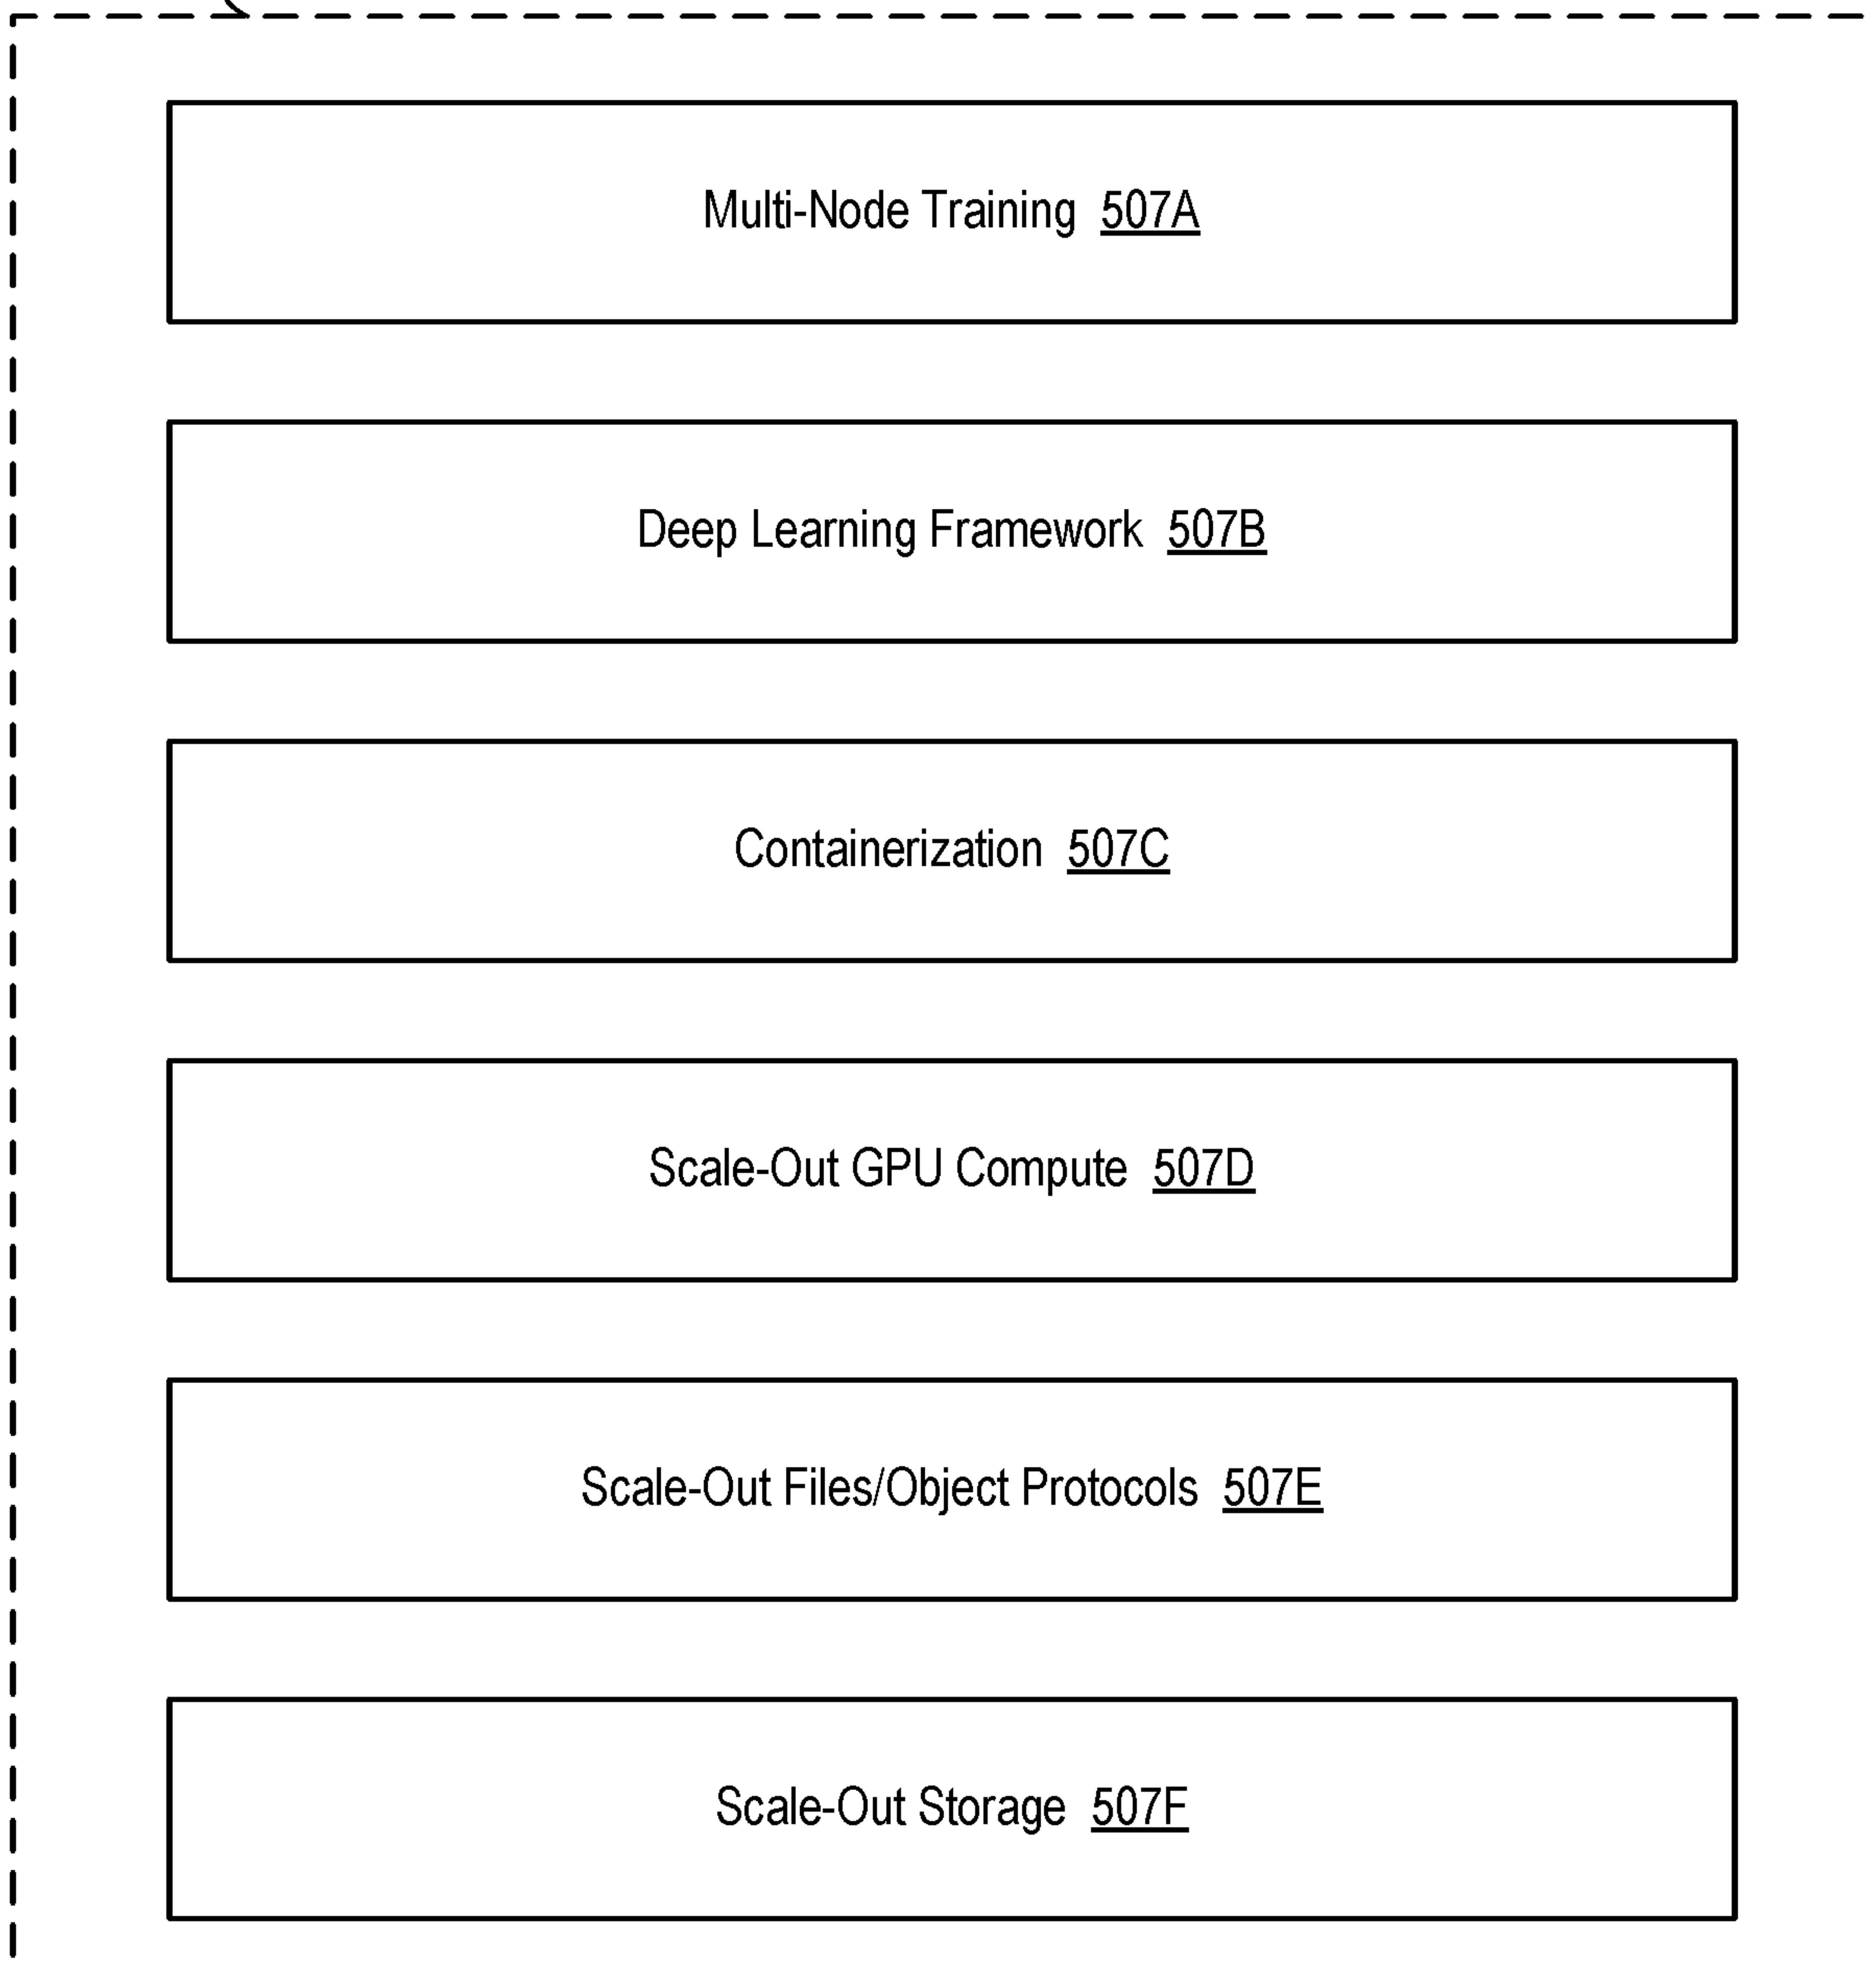 Multi-Node Training 507A
Deep Learning Framework 507B
Containerization 507C
Scale-Out GPU Compute 507D
Scale-Out Files/Object Protocols 507E
Scale-Out Storage 507F